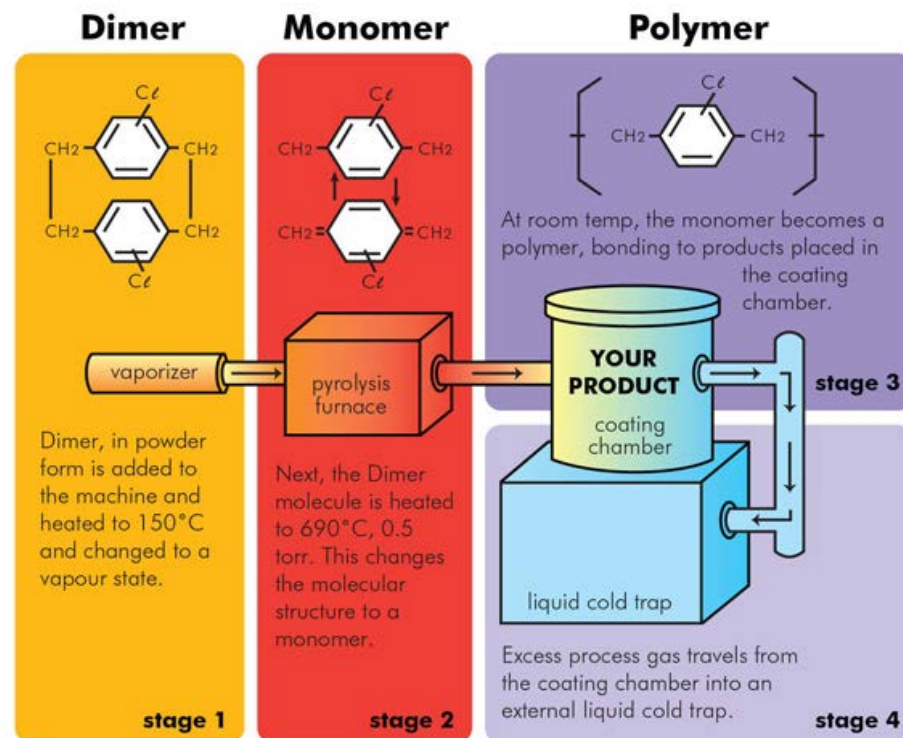 Dimer
Cℓ
CH2
CH2
CH2
CH2
Cℓ
vaporizer
Dimer, in powder
form is added to
the machine and
heated to 150°C
and changed to a
vapour state.
stage 1
Monomer
Cℓ
CH2
CH2
CH2
CH2
Cℓ
pyrolysis
furnace
Next, the Dimer
molecule is heated
to 690°C, 0.5
torr. This changes
the molecular
structure to a
monomer.
stage 2
Polymer
Cℓ
CH2
CH2
At room temp, the monomer becomes a
polymer, bonding to products placed in
the coating
chamber.
YOUR
PRODUCT
coating
chamber
stage 3
liquid cold trap
Excess process gas travels from
the coating chamber into an
external liquid cold trap.
stage 4